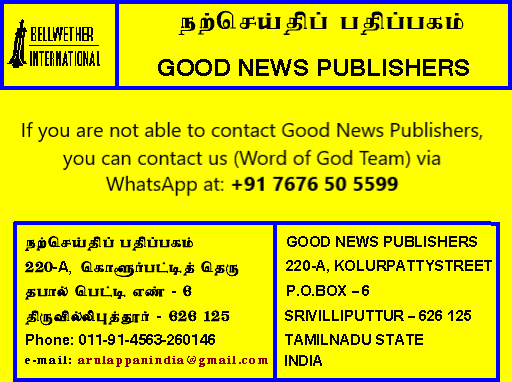 BELLWETHER
INTERNATIONAL
நற்செய்திப் பதிப்பகம்
GOOD NEWS PUBLISHERS
If you are not able to contact Good News Publishers,
you can contact us (Word of God Team) via
WhatsApp at: +91 7676 50 5599
நற்செய்திப் பதிப்பகம்
220-A, கொளூர்பட்டித் தெரு
தபால் பெட்டி எண் - 6
திருவில்லிபுத்தூர் - 626 125
Phone: 011-91-4563-260146
e-mail: arulappanindia@gmail.com
GOOD NEWS PUBLISHERS
220-A, KOLURPATTYSTREET
P.O.BOX – 6
SRIVILLIPUTTUR – 626 125
TAMILNADU STATE
INDIA